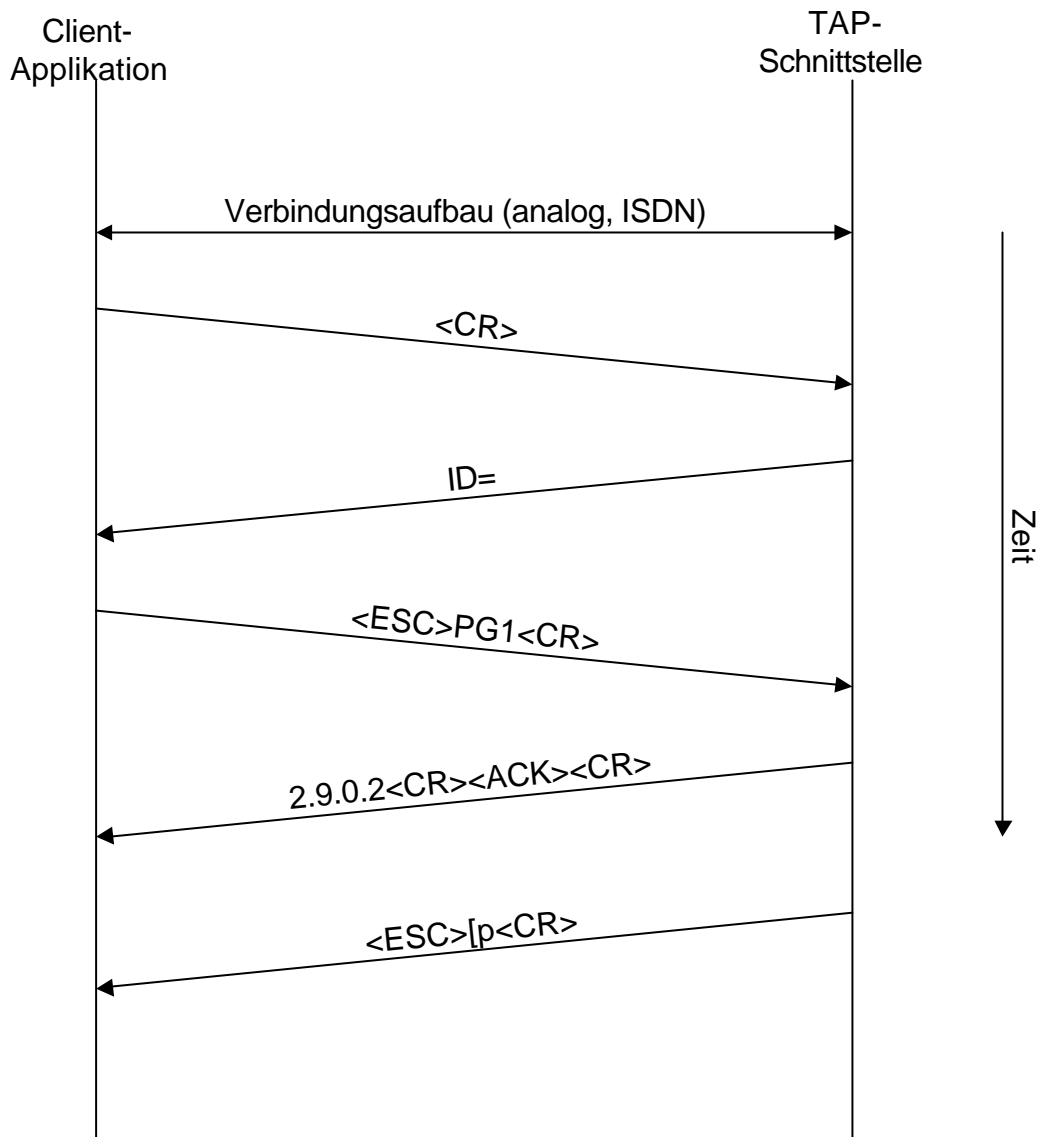 Client-
Applikation
TAP-
Schnittstelle
Verbindungsaufbau (analog, ISDN)
<CR>
ID=
Zeit
<ESC>PG1<CR>
2.9.0.2<CR><ACK><CR>
<ESC>[p<CR>